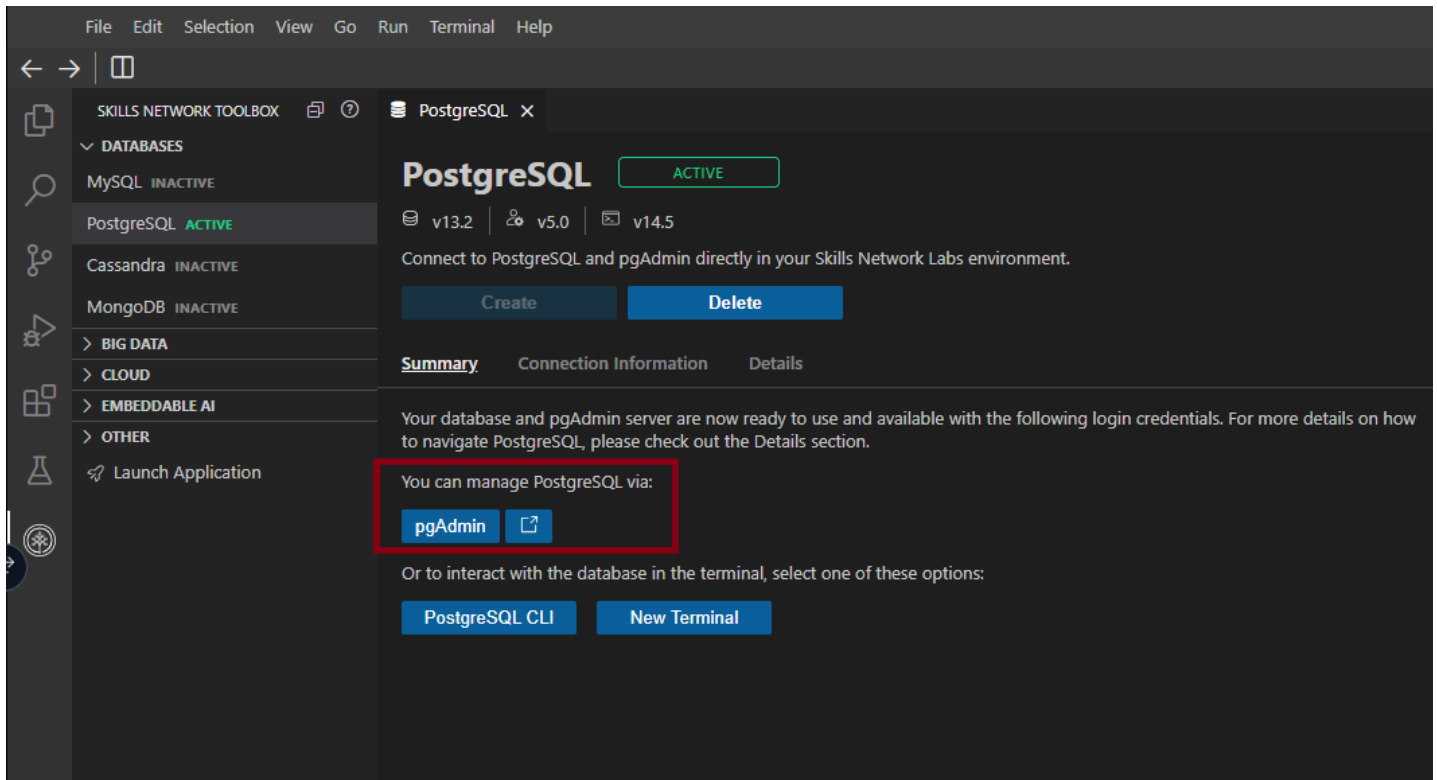 File Edit Selection View Go Run Terminal Help
SKILLS NETWORK TOOLBOX
DATABASES
MySQL INACTIVE
PostgreSQL ACTIVE
Cassandra INACTIVE
MongoDB INACTIVE
BIG DATA
CLOUD
EMBEDDABLE AI
OTHER
Launch Application
PostgreSQL
PostgreSQL ACTIVE
v13.2 v5.0 v14.5
Connect to PostgreSQL and pgAdmin directly in your Skills Network Labs environment.
Create Delete
Summary Connection Information Details
Your database and pgAdmin server are now ready to use and available with the following login credentials. For more details on how
to navigate PostgreSQL, please check out the Details section.
You can manage PostgreSQL via:
pgAdmin
Or to interact with the database in the terminal, select one of these options:
PostgreSQL CLI New Terminal